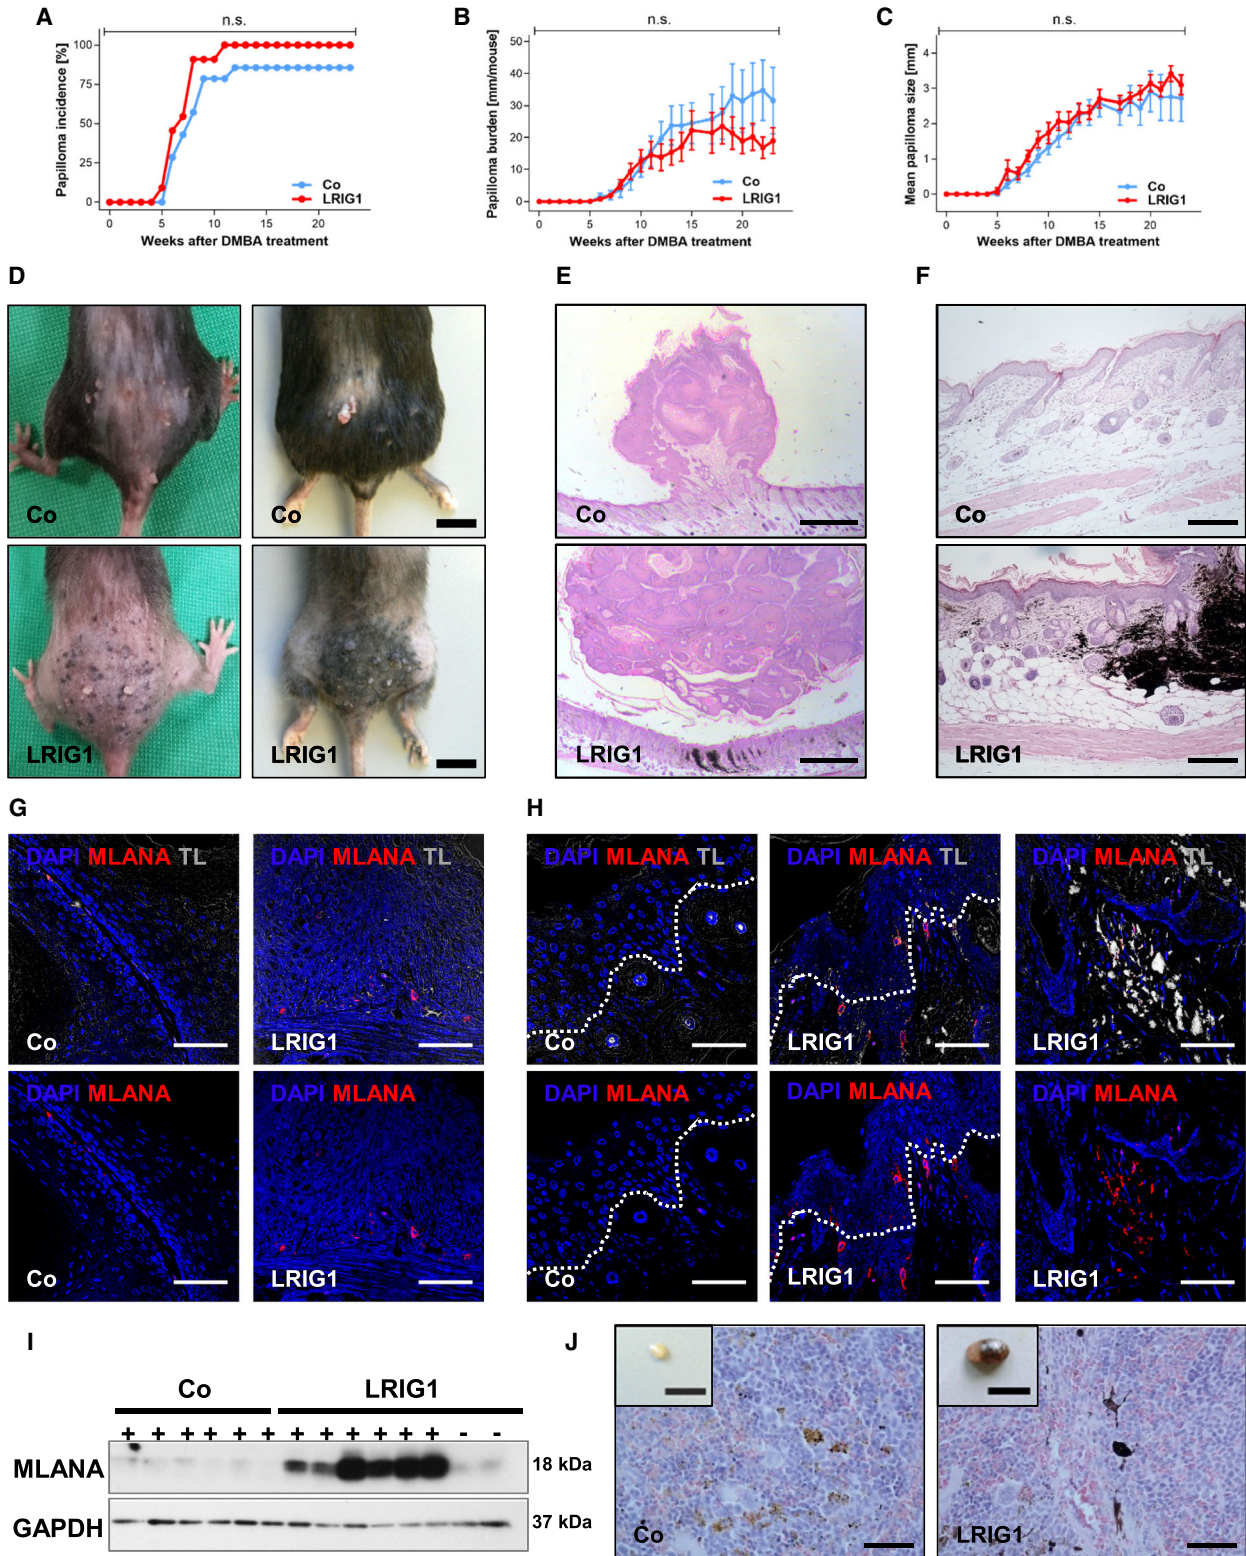 A
n.s.
Papilloma incidence [%]
100
75
50
25
0
0 5 10 15 20
Weeks after DMBA treatment
Co
LRIG1
B
n.s.
Papilloma burden [mm/mouse]
50
40
30
20
10
0
0 5 10 15 20
Weeks after DMBA treatment
Co
LRIG1
C
n.s.
Mean papilloma size [mm]
4
3
2
1
0
0 5 10 15 20
Weeks after DMBA treatment
Co
LRIG1
D
Co
Co
LRIG1
LRIG1
E
Co
LRIG1
F
Co
LRIG1
G
DAPI MLANA TL
Co
DAPI MLANA TL
LRIG1
DAPI MLANA
Co
DAPI MLANA
LRIG1
H
DAPI MLANA TL
Co
DAPI MLANA TL
LRIG1
DAPI MLANA TL
LRIG1
DAPI MLANA
Co
DAPI MLANA
LRIG1
DAPI MLANA
LRIG1
I
Co LRIG1
+ + + + + + + + + + + + - -
MLANA 18 kDa
GAPDH 37 kDa
J
Co
LRIG1